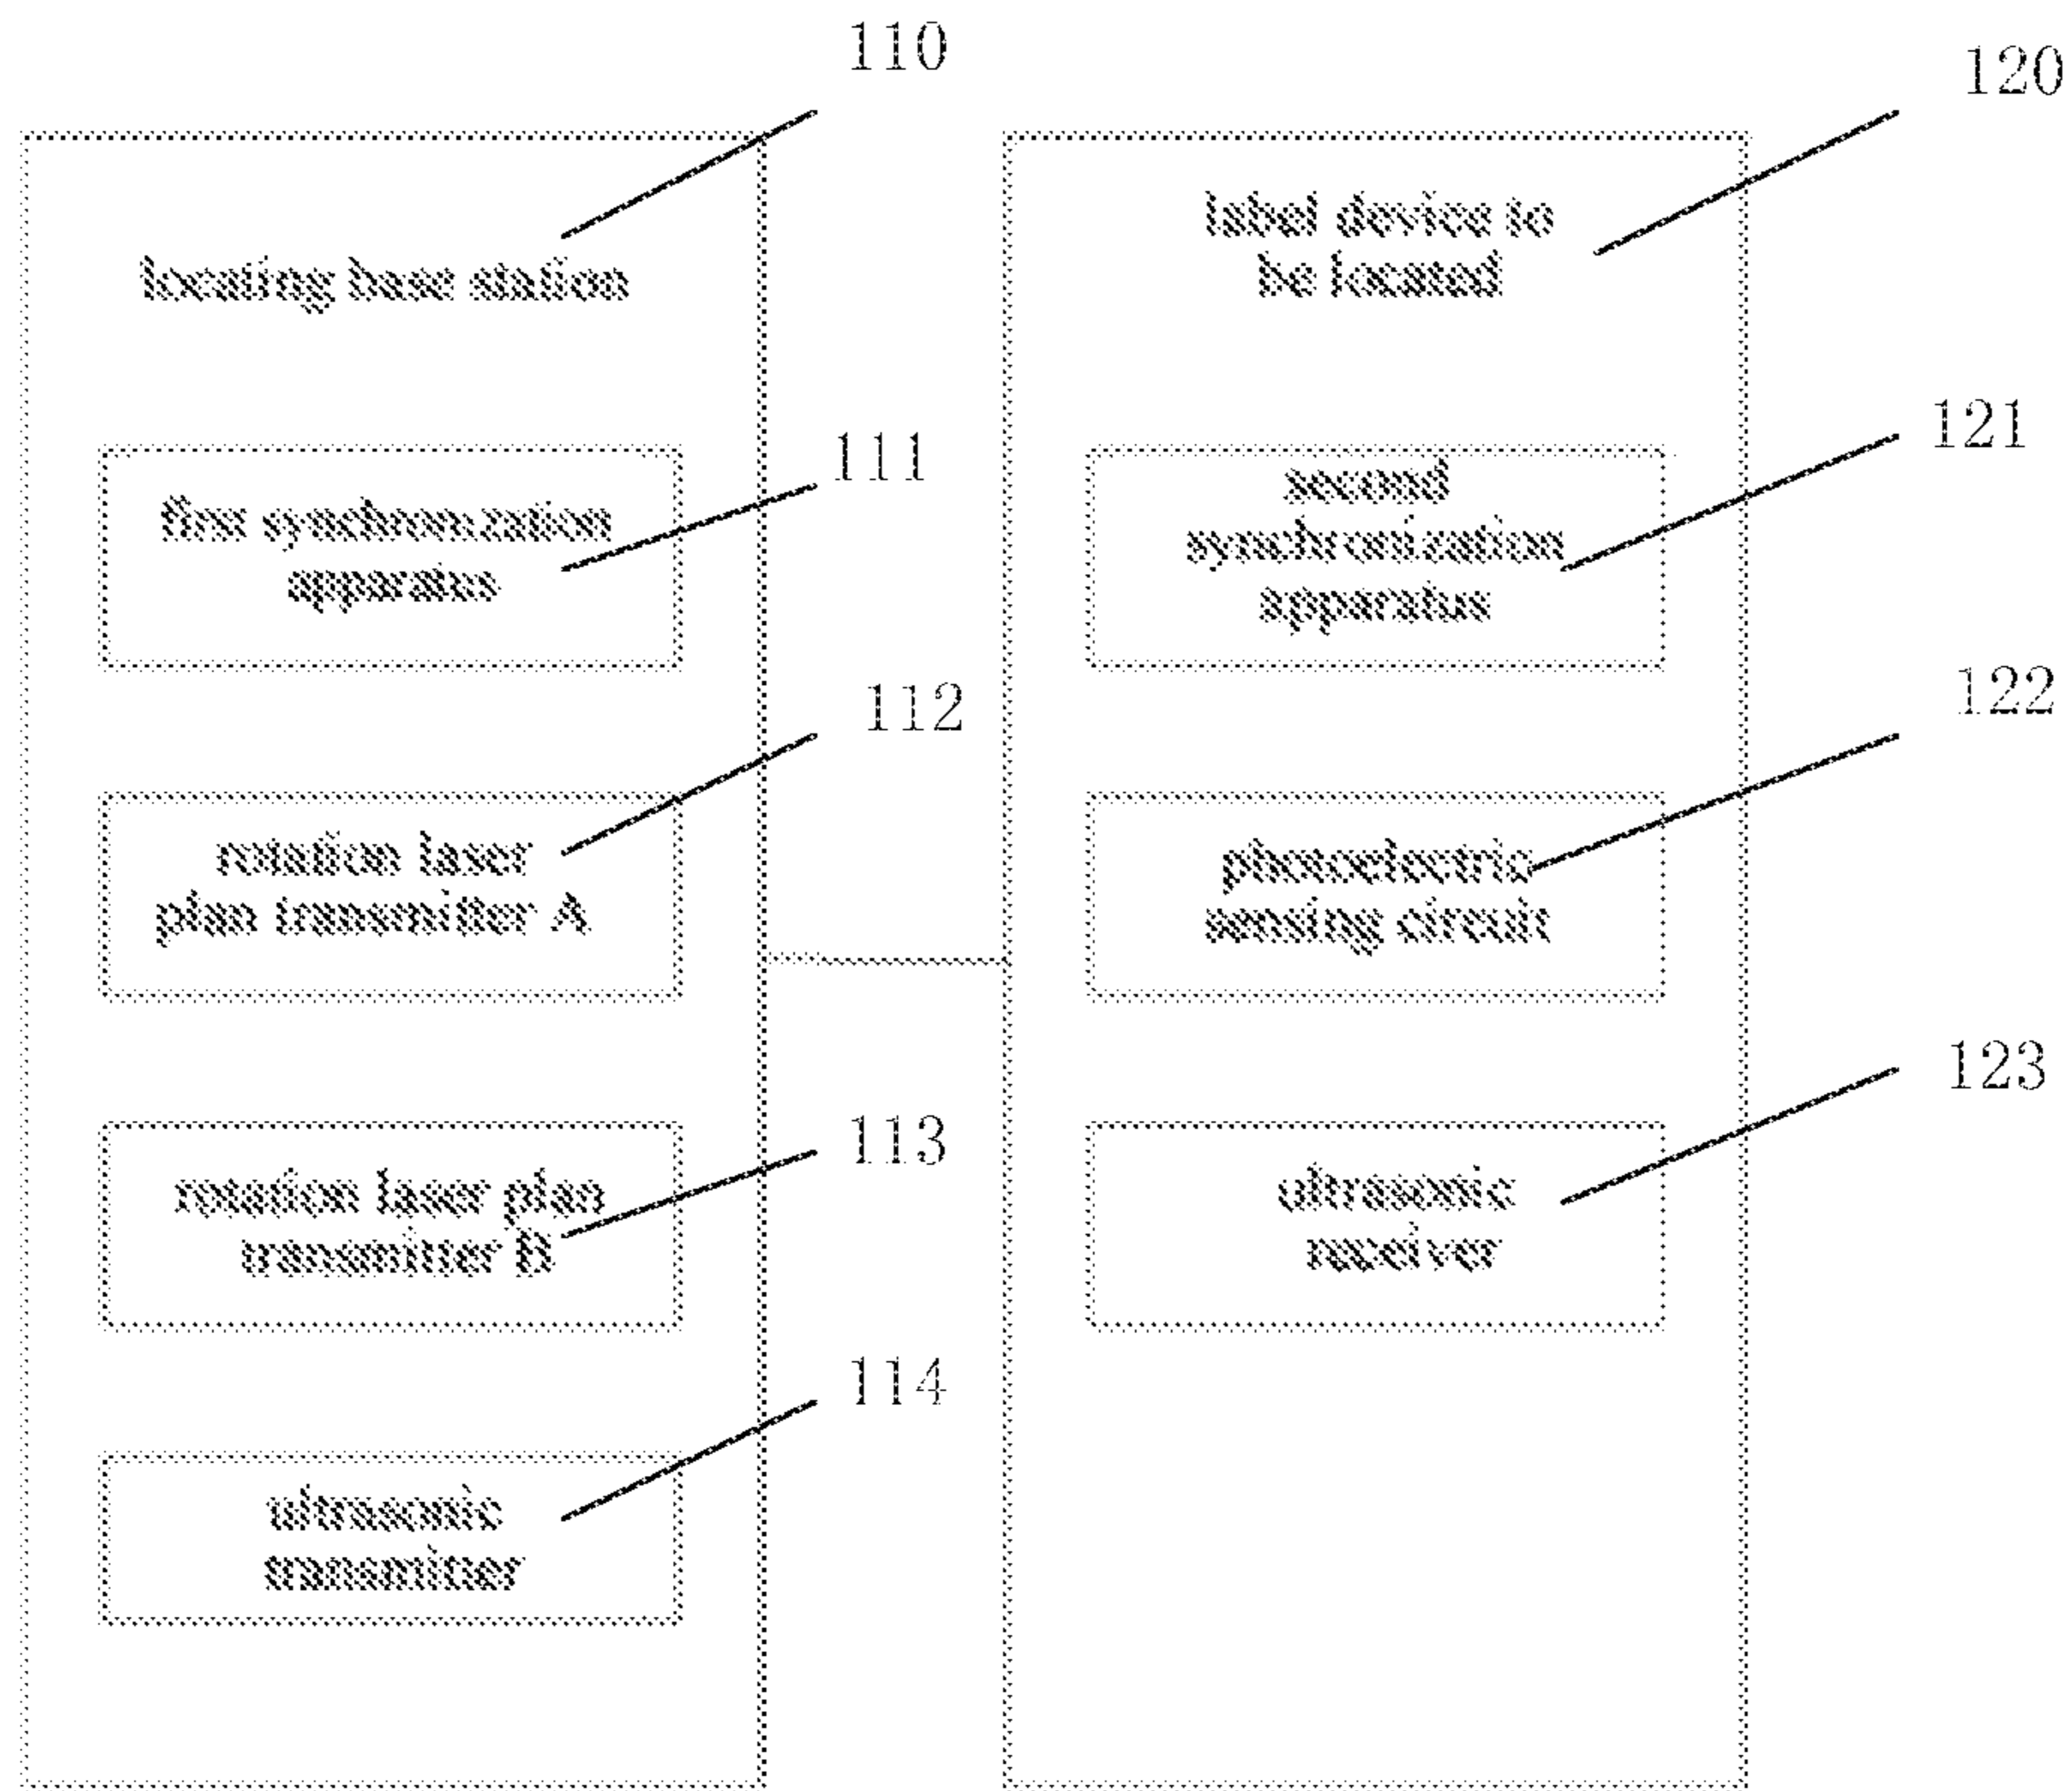 110
locating base station
111
first synchronization
apparatus
112
rotation laser
plan transmitter A
113
rotation laser plan
transmitter B
114
ultrasonic
transmitter
120
label device to
be located
121
second
synchronization
apparatus
122
photoelectric
sensing circuit
123
ultrasonic
receiver